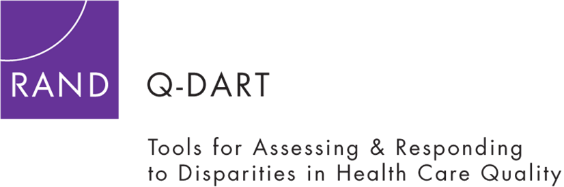 RAND Q-DART
Tools for Assessing & Responding
to Disparities in Health Care Quality